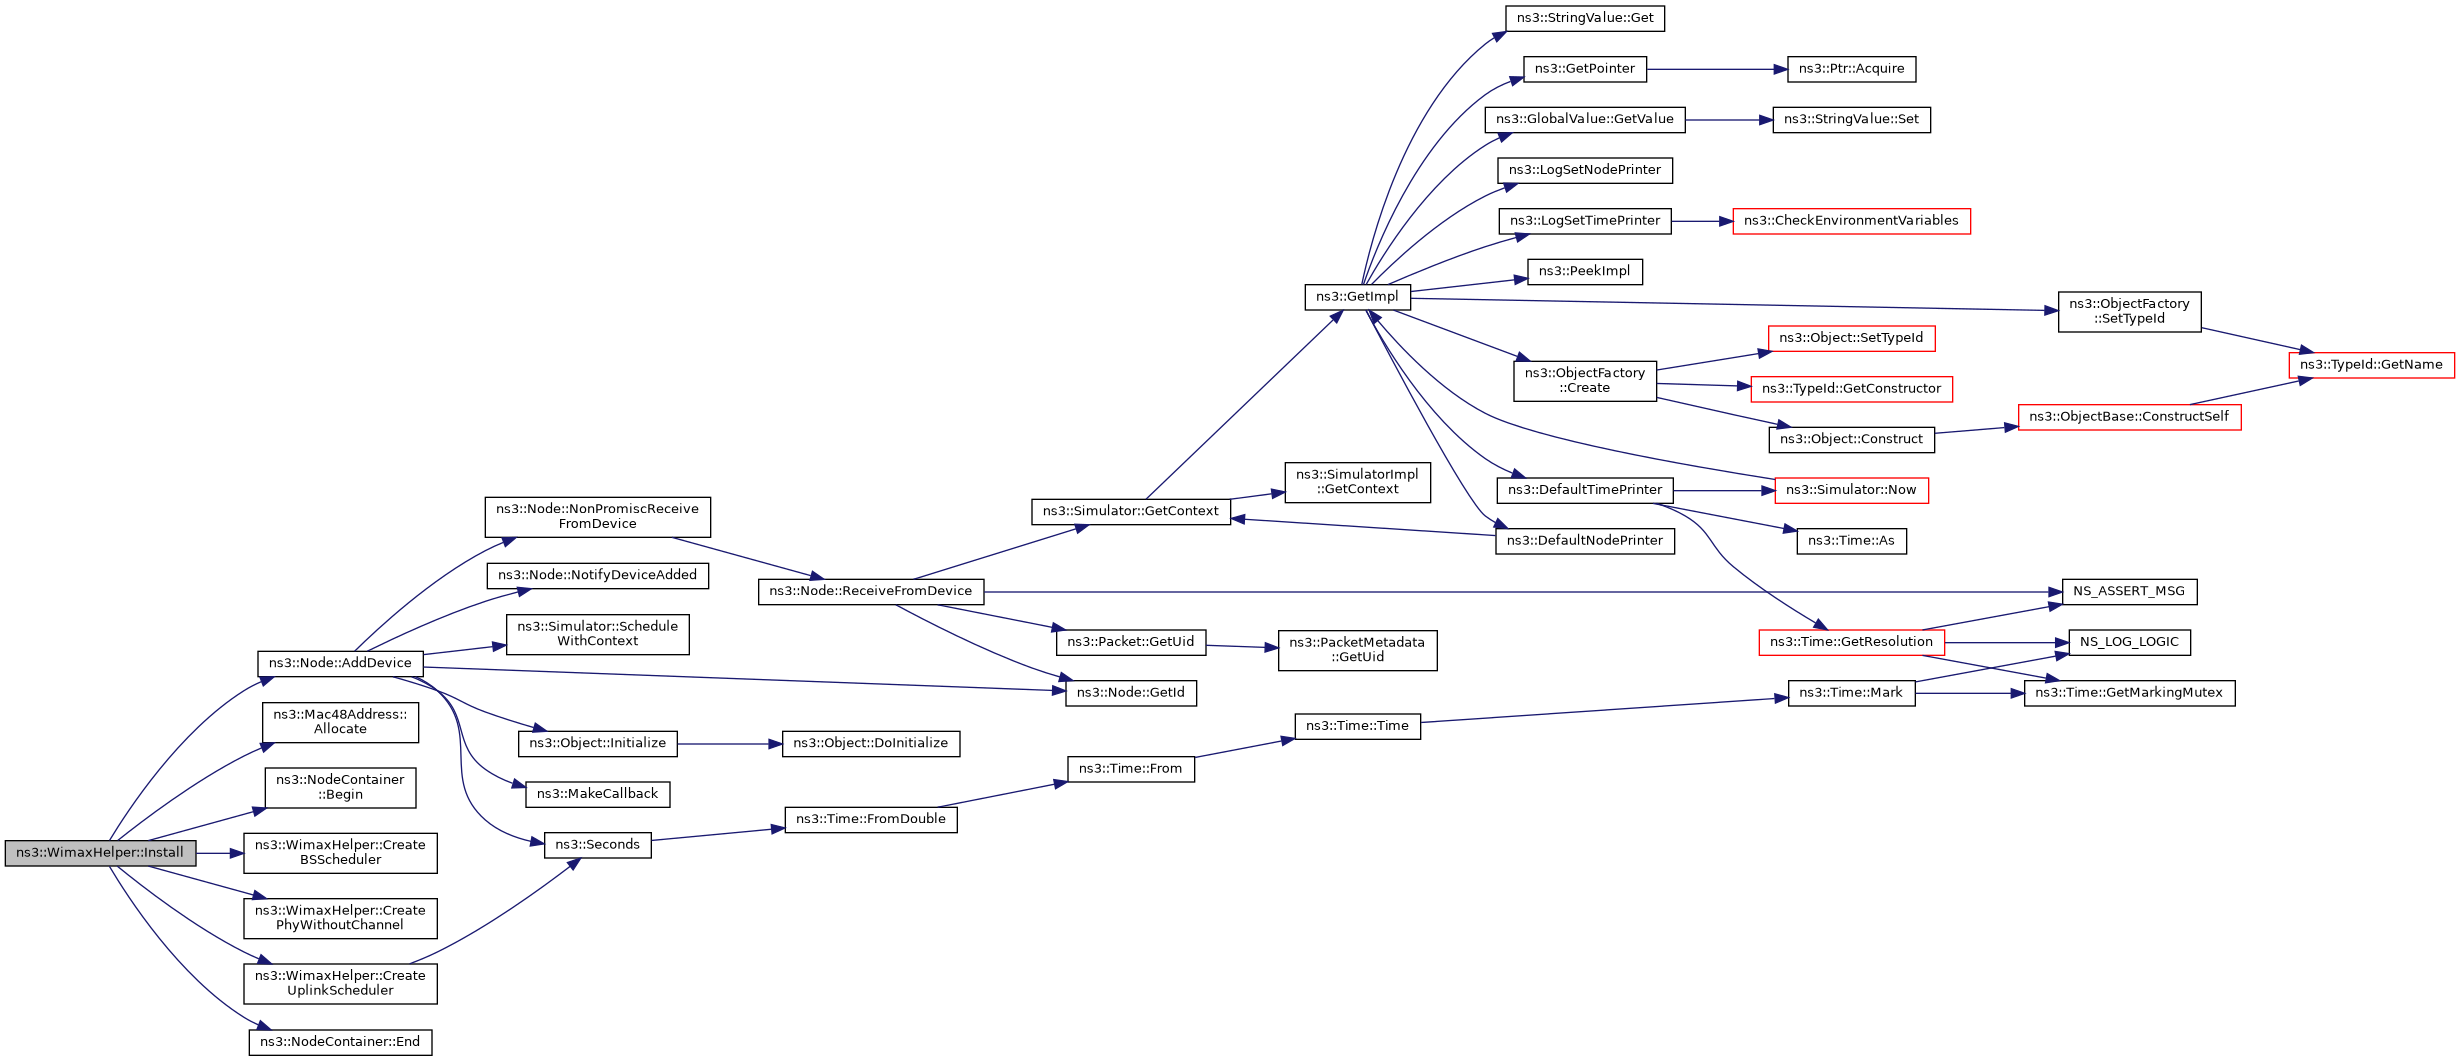 ns3::StringValue::Get
ns3::GetPointer
ns3::Ptr::Acquire
ns3::GlobalValue::GetValue
ns3::StringValue::Set
ns3::LogSetNodePrinter
ns3::LogSetTimePrinter
ns3::CheckEnvironmentVariables
ns3::PeekImpl
ns3::GetImpl
ns3::ObjectFactory
::SetTypeId
ns3::Object::SetTypeId
ns3::TypeId::GetName
ns3::ObjectFactory
::Create
ns3::TypeId::GetConstructor
ns3::ObjectBase::ConstructSelf
ns3::Object::Construct
ns3::SimulatorImpl
::GetContext
ns3::DefaultTimePrinter
ns3::Simulator::Now
ns3::Node::NonPromiscReceive
FromDevice
ns3::Simulator::GetContext
ns3::DefaultNodePrinter
ns3::Time::As
ns3::Node::NotifyDeviceAdded
ns3::Node::ReceiveFromDevice
NS_ASSERT_MSG
ns3::Simulator::Schedule
WithContext
ns3::Packet::GetUid
ns3::PacketMetadata
::GetUid
ns3::Time::GetResolution
NS_LOG_LOGIC
ns3::Node::AddDevice
ns3::Node::GetId
ns3::Time::Mark
ns3::Time::GetMarkingMutex
ns3::Mac48Address::
Allocate
ns3::Time::Time
ns3::Object::Initialize
ns3::Object::DoInitialize
ns3::Time::From
ns3::NodeContainer
::Begin
ns3::MakeCallback
ns3::Time::FromDouble
ns3::Seconds
ns3::WimaxHelper::Install
ns3::WimaxHelper::Create
BSScheduler
ns3::WimaxHelper::Create
PhyWithoutChannel
ns3::WimaxHelper::Create
UplinkScheduler
ns3::NodeContainer::End